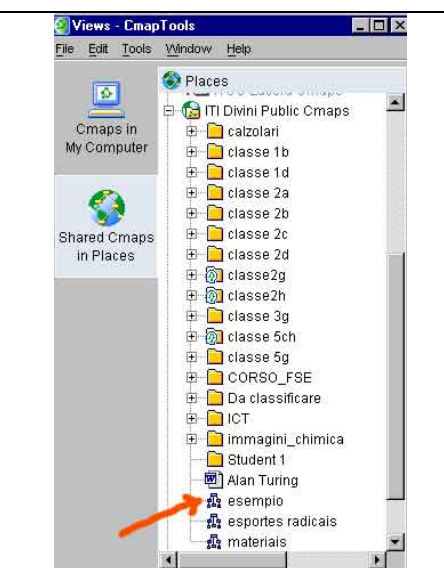 Views - CmapTools
File Edit Tools Window Help
Places
Cmaps in
My Computer
Shared Cmaps
in Places
ITI Divini Public Cmaps
calzolari
classe 1b
classe 1d
classe 2a
classe 2b
classe 2c
classe 2d
classe2g
classe2h
classe 3g
classe 5ch
classe 5g
CORSO_FSE
Da classificare
ICT
immagini_chimica
Student 1
Alan Turing
esempio
esportes radicais
materiais